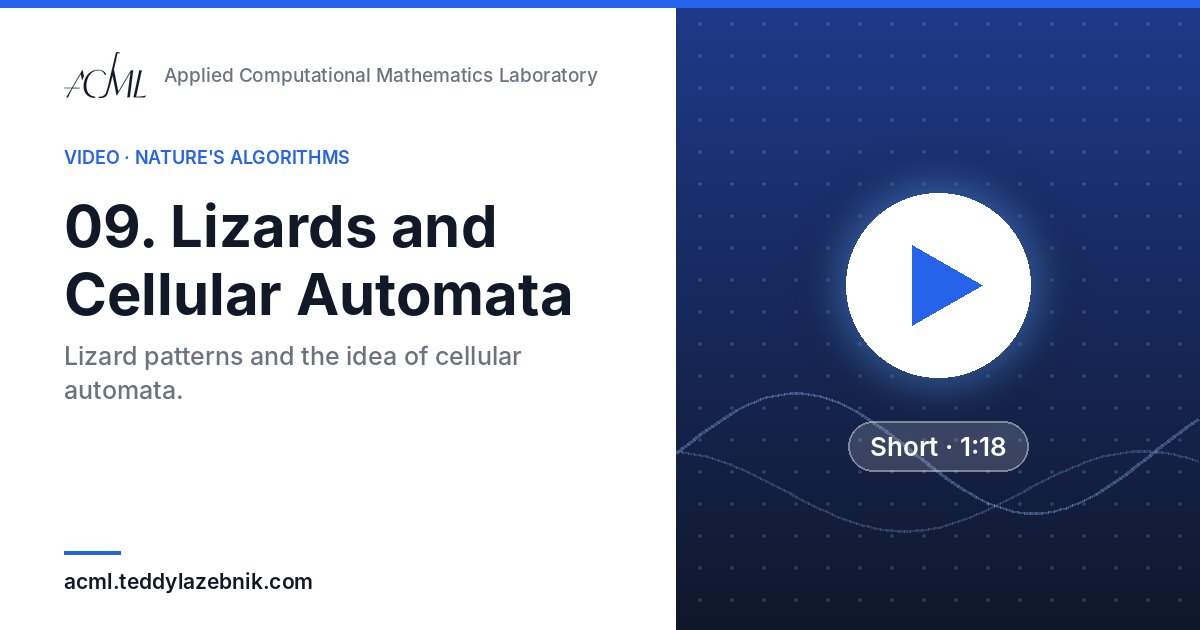 ACML
Applied Computational Mathematics Laboratory
VIDEO · NATURE'S ALGORITHMS
09. Lizards and
Cellular Automata
Lizard patterns and the idea of cellular
automata.
Short · 1:18
acml.teddylazebnik.com